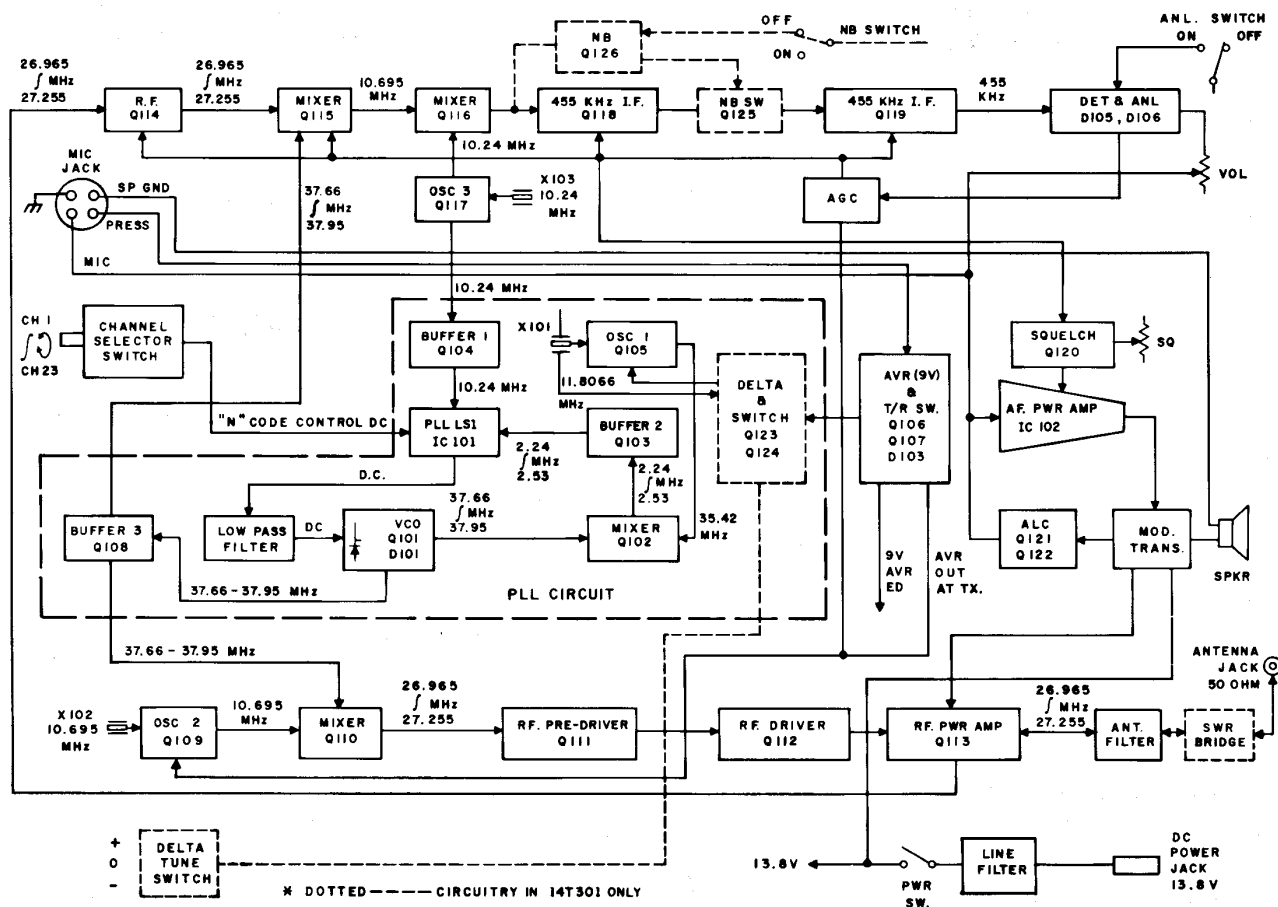 OFF
NB SWITCH
ON
ANL. SWITCH
ON
OFF
NB
Q126
26.965
∫ MHz
27.255
R.F.
Q114
26.965
∫ MHz
27.255
MIXER
Q115
10.695
MHz
MIXER
Q116
455 KHz I.F.
Q118
NB SW
Q125
455 KHz I.F.
Q119
455
KHz
DET & ANL
D105, D106
VOL
10.24 MHz
MIC
JACK
SP GND
PRESS
MIC
37.66
∫ MHz
37.95
OSC 3
Q117
X103
10.24
MHz
AGC
10.24 MHz
CH 1
∫
CH23
CHANNEL
SELECTOR
SWITCH
BUFFER 1
Q104
X101
OSC 1
Q105
11.8066
MHz
10.24 MHz
DELTA
&
SWITCH
Q123
Q124
AVR (9V)
&
T/R SW.
Q106
Q107
D103
SQUELCH
Q120
SQ
AF. PWR AMP
IC 102
"N" CODE CONTROL DC
PLL LSI
IC 101
BUFFER 2
Q103
2.24
∫ MHz
2.53
2.24
∫ MHz
2.53
D.C.
35.42
MHz
BUFFER 3
Q108
LOW PASS
FILTER
DC
VCO
Q101
D101
37.66
∫ MHz
37.95
MIXER
Q102
9V
AVR
ED
AVR
OUT
AT TX.
ALC
Q121
Q122
MOD.
TRANS.
SPKR
37.66-37.95 MHz
PLL CIRCUIT
37.66 - 37.95 MHz
ANTENNA
JACK
50 OHM
X102
10.695
MHz
OSC 2
Q109
10.695
MHz
MIXER
Q110
26.965
∫ MHz
27.255
RF. PRE-DRIVER
Q111
RF. DRIVER
Q112
RF. PWR AMP
Q113
26.965
∫ MHz
27.255
ANT.
FILTER
SWR
BRIDGE
+
0
-
DELTA
TUNE
SWITCH
* DOTTED ----- CIRCUITRY IN 14T301 ONLY
13.8V
PWR
SW.
LINE
FILTER
DC
POWER
JACK
13.8V